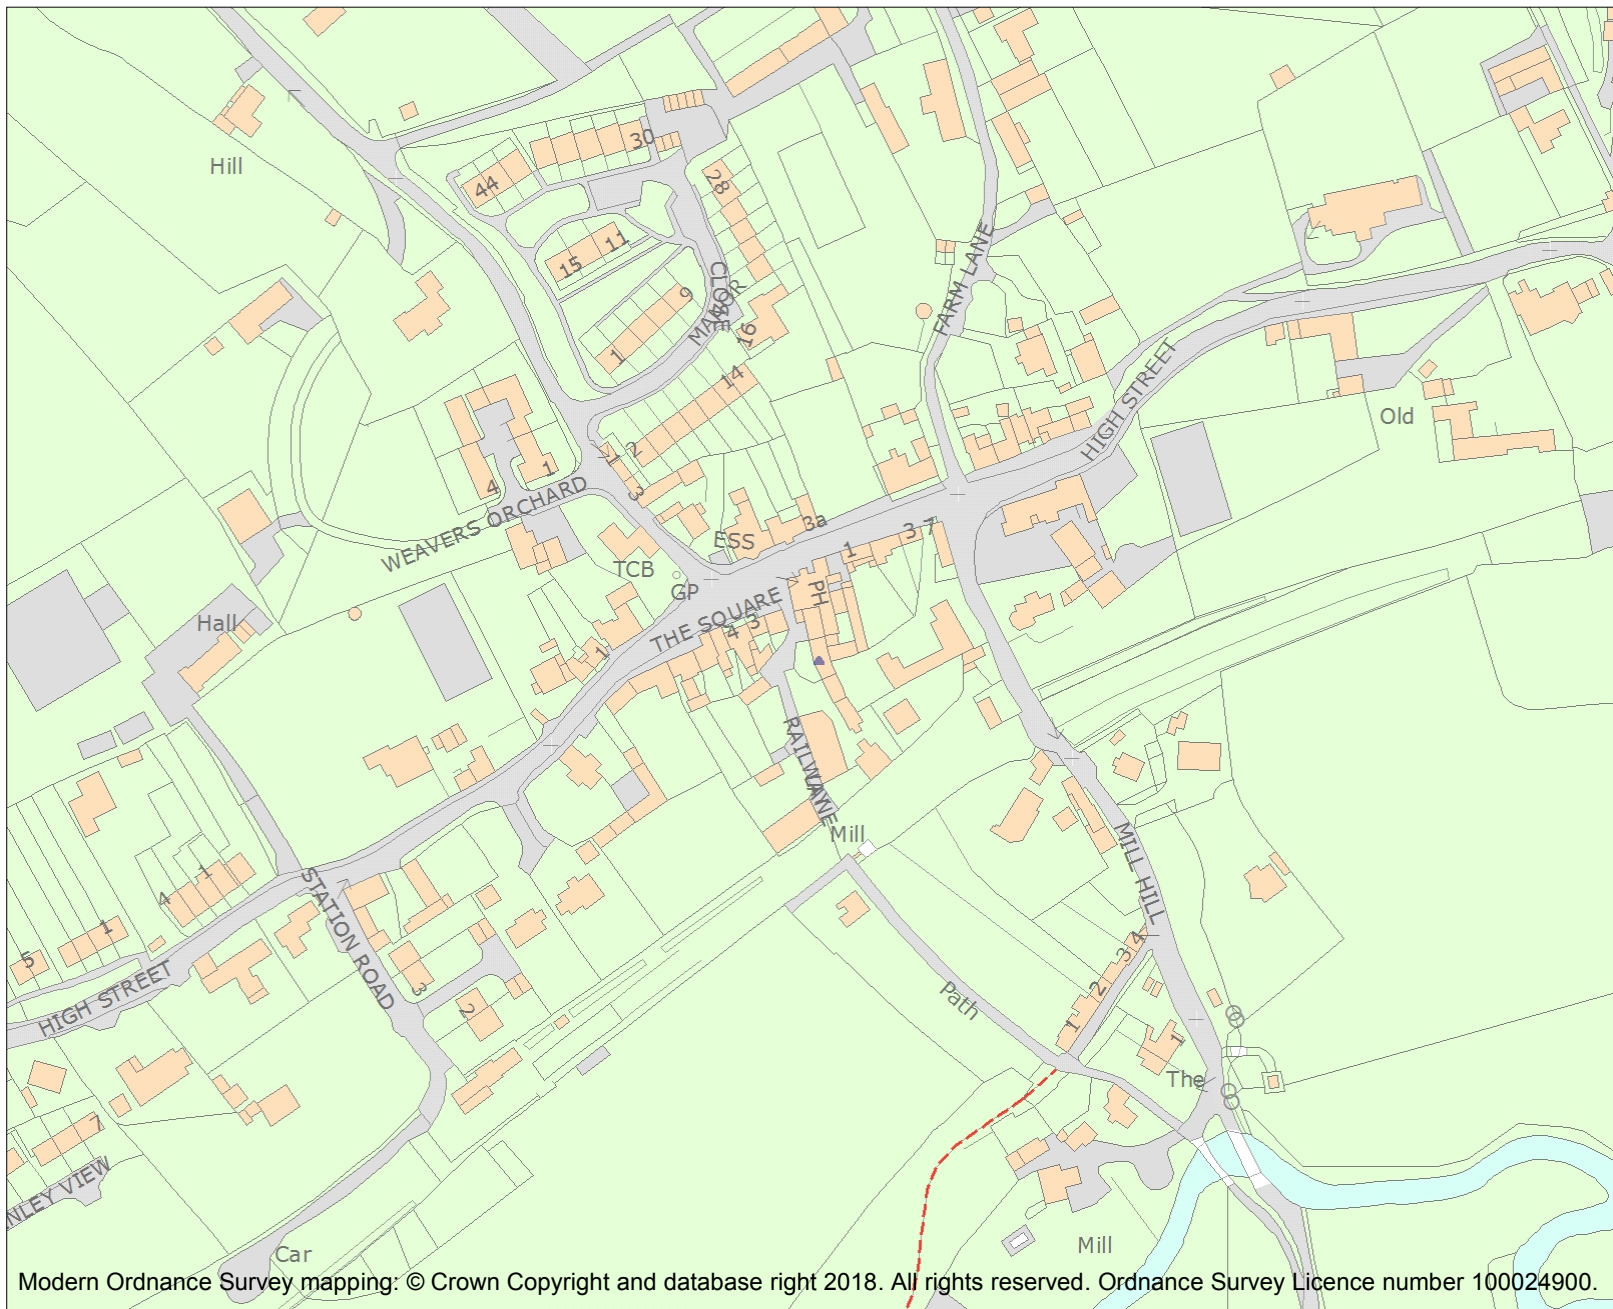 30
Hill
28
44
11
15
CLOSE
MANOR
9
FARM LANE
16
1
14
HIGH STREET
Old
1
2
1
4
3
WEAVERS ORCHARD
3a
3 7
1
ESS
TCB
GP
PH
THE SQUARE
3
4
Hall
1
RAILWAY
LANE
Mill
MILL HILL
1
4
STATION ROAD
1
5
4
3
2
1
HIGH STREET
3
2
Path
1
The
7
NLEY VIEW
Car
Mill
Modern Ordnance Survey mapping: © Crown Copyright and database right 2018. All rights reserved. Ordnance Survey Licence number 100024900.